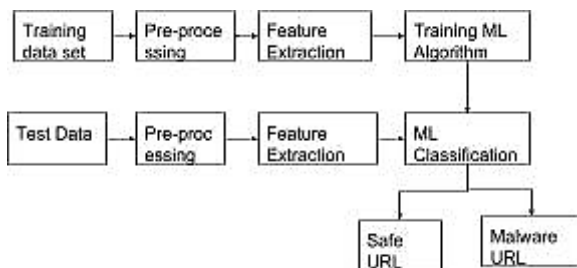 Training
data set
Pre-proce
ssing
Feature
Extraction
Training ML
Algorithm
Test Data
Pre-proc
essing
Feature
Extraction
ML
Classification
Safe
URL
Malware
URL